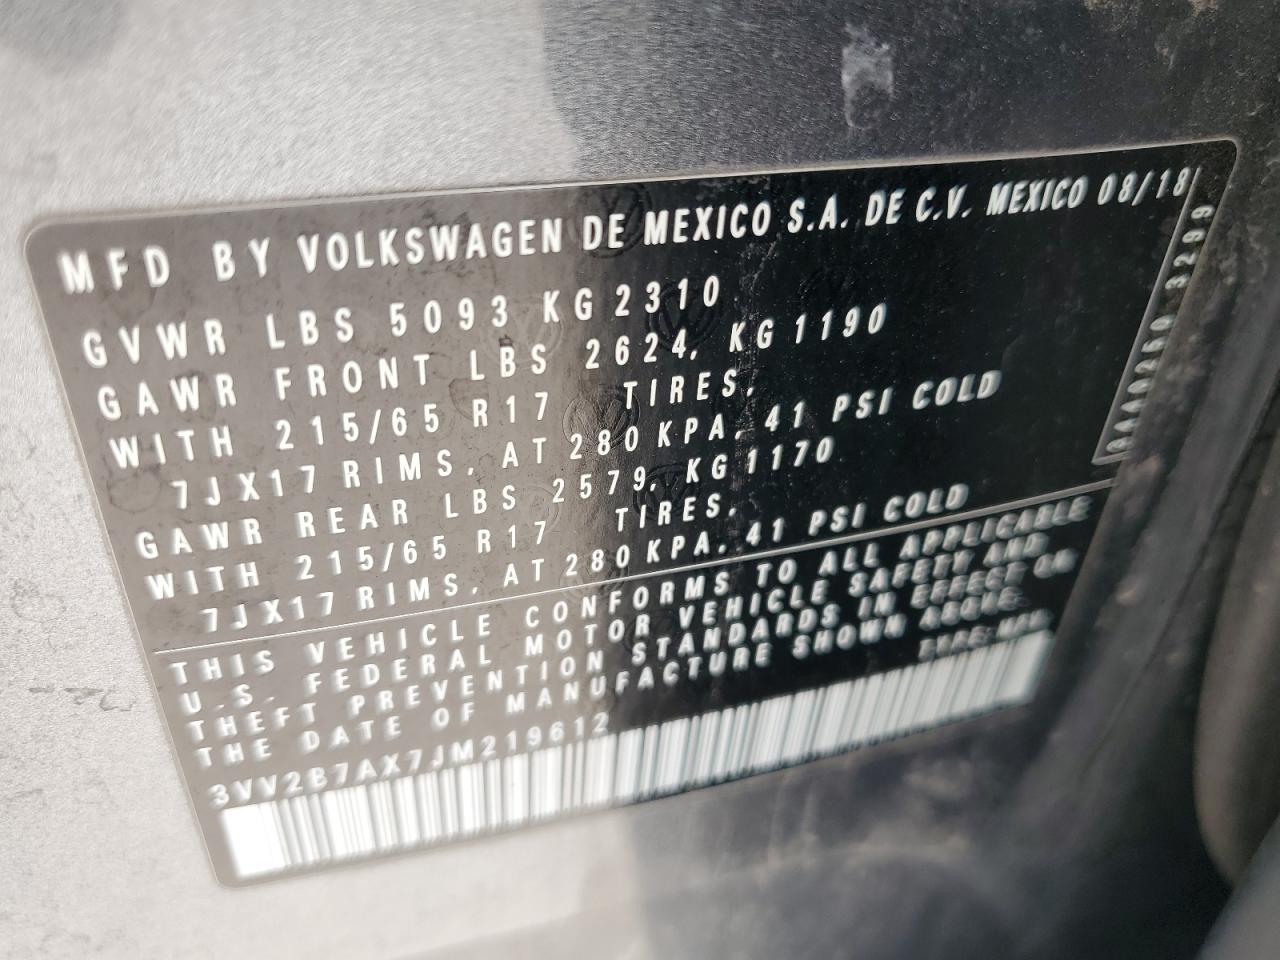 MFD BY VOLKSWAGEN DE MEXICO S.A. DE C.V. MEXICO 08/18
GVWR LBS 5093 KG 2310
GAWR FRONT LBS 2624, KG 1190
WITH 215/65 R17 TIRES,
7JX17 RIMS, AT 280 KPA, 41 PSI COLD
GAWR REAR LBS 2579, KG 1170
WITH 215/65 R17 TIRES,
7JX17 RIMS, AT 280 KPA, 41 PSI COLD
THIS VEHICLE CONFORMS TO ALL APPLICABLE
U.S. FEDERAL MOTOR VEHICLE SAFETY AND
THEFT PREVENTION STANDARDS IN EFFECT ON
THE DATE OF MANUFACTURE SHOWN ABOVE.
3VV2B7AX7JM219612
TYPE: MPV